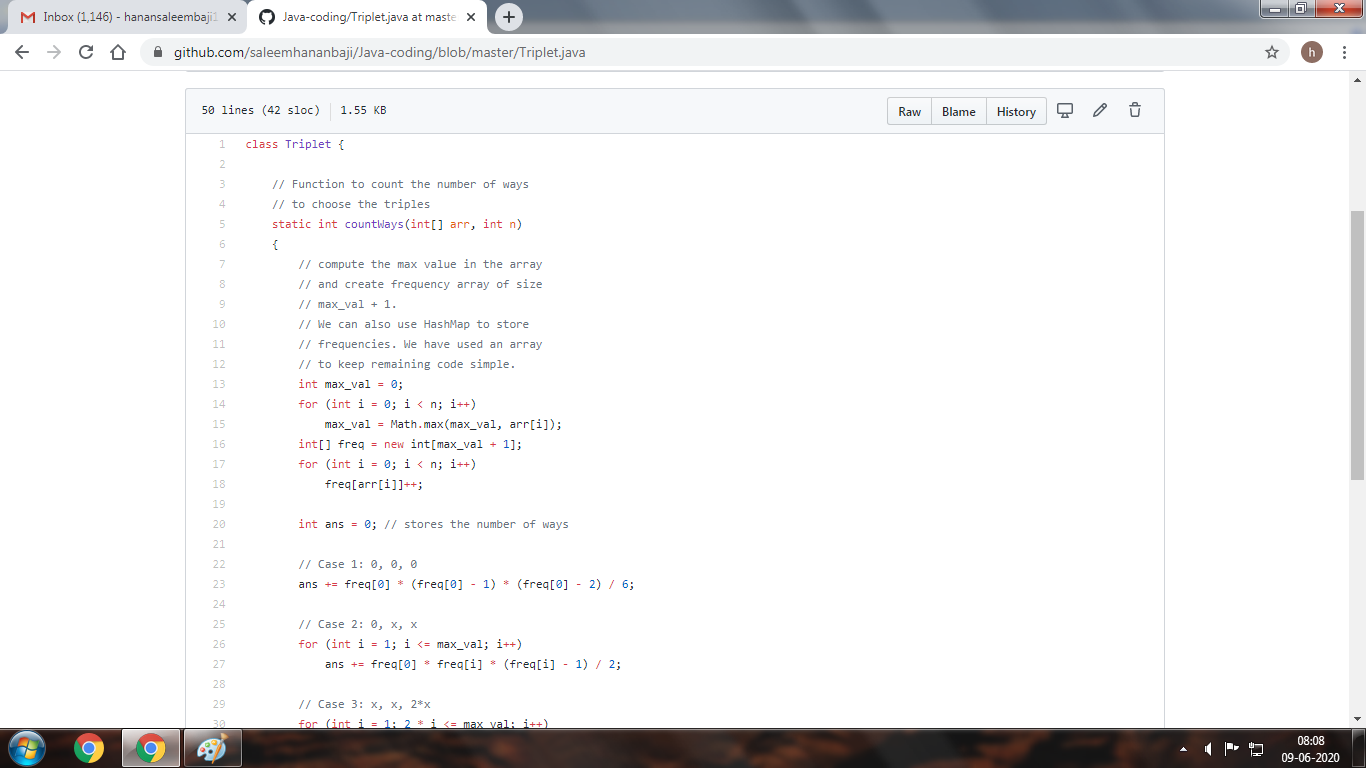 Inbox (1,146) - hanansaleembaji1
Java-coding/Triplet.java at maste
github.com/saleemhananbaji/Java-coding/blob/master/Triplet.java
h
50 lines (42 sloc) 1.55 KB
Raw Blame History
1 class Triplet {
2
3 // Function to count the number of ways
4 // to choose the triples
5 static int countWays(int[] arr, int n)
6 {
7 // compute the max value in the array
8 // and create frequency array of size
9 // max_val + 1.
10 // We can also use HashMap to store
11 // frequencies. We have used an array
12 // to keep remaining code simple.
13 int max_val = 0;
14 for (int i = 0; i < n; i++)
15 max_val = Math.max(max_val, arr[i]);
16 int[] freq = new int[max_val + 1];
17 for (int i = 0; i < n; i++)
18 freq[arr[i]]++;
19
20 int ans = 0; // stores the number of ways
21
22 // Case 1: 0, 0, 0
23 ans += freq[0] * (freq[0] - 1) * (freq[0] - 2) / 6;
24
25 // Case 2: 0, x, x
26 for (int i = 1; i <= max_val; i++)
27 ans += freq[0] * freq[i] * (freq[i] - 1) / 2;
28
29 // Case 3: x, x, 2*x
30 for (int i = 1; 2 * i <= max_val; i++)
08:08
09-06-2020